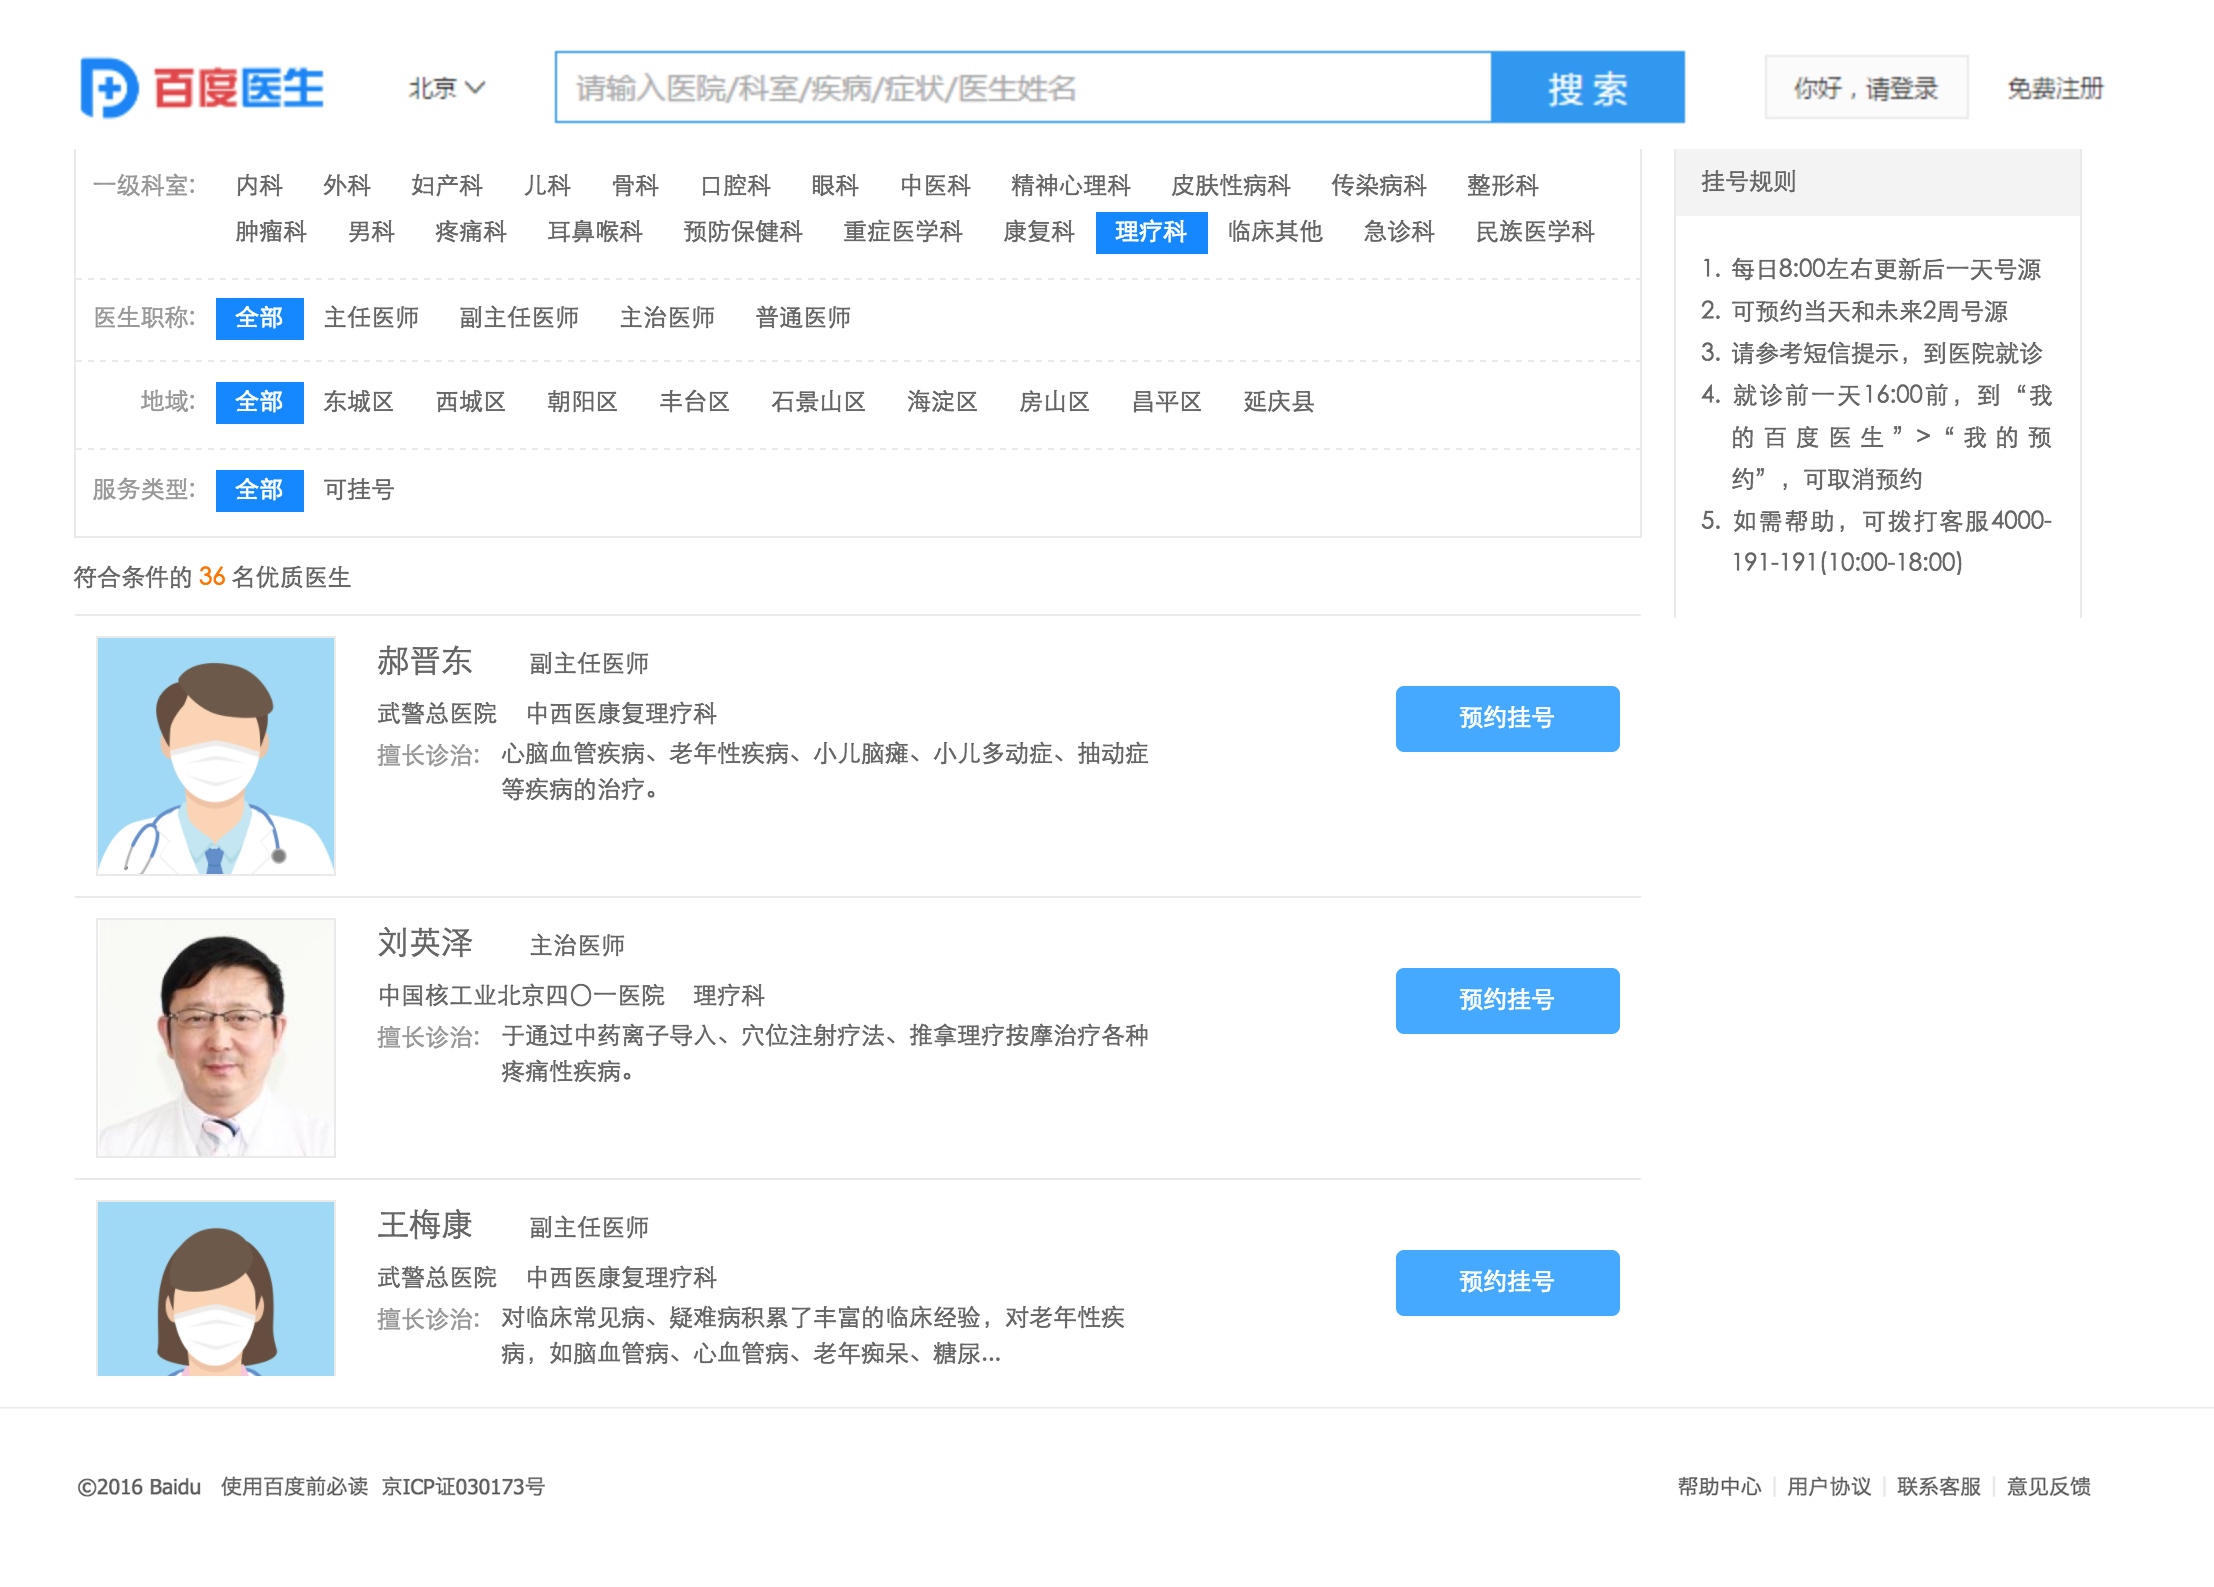 百度医生 北京 请输入医院/科室/疾病/症状/医生姓名 搜索 你好，请登录 免费注册
一级科室: 内科 外科 妇产科 儿科 骨科 口腔科 眼科 中医科 精神心理科 皮肤性病科 传染病科 整形科
肿瘤科 男科 疼痛科 耳鼻喉科 预防保健科 重症医学科 康复科 理疗科 临床其他 急诊科 民族医学科
医生职称: 全部 主任医师 副主任医师 主治医师 普通医师
地域: 全部 东城区 西城区 朝阳区 丰台区 石景山区 海淀区 房山区 昌平区 延庆县
服务类型: 全部 可挂号
挂号规则
1. 每日8:00左右更新后一天号源
2. 可预约当天和未来2周号源
3. 请参考短信提示，到医院就诊
4. 就诊前一天16:00前，到“我
的百度医生”>“我的预
约”，可取消预约
5. 如需帮助，可拨打客服4000-
191-191(10:00-18:00)
符合条件的 36 名优质医生
郝晋东 副主任医师
武警总医院 中西医康复理疗科
擅长诊治: 心脑血管疾病、老年性疾病、小儿脑瘫、小儿多动症、抽动症
等疾病的治疗。
预约挂号
刘英泽 主治医师
中国核工业北京四〇一医院 理疗科
擅长诊治: 于通过中药离子导入、穴位注射疗法、推拿理疗按摩治疗各种
疼痛性疾病。
预约挂号
王梅康 副主任医师
武警总医院 中西医康复理疗科
擅长诊治: 对临床常见病、疑难病积累了丰富的临床经验，对老年性疾
病，如脑血管病、心血管病、老年痴呆、糖尿...
预约挂号
©2016 Baidu 使用百度前必读 京ICP证030173号 帮助中心 用户协议 联系客服 意见反馈